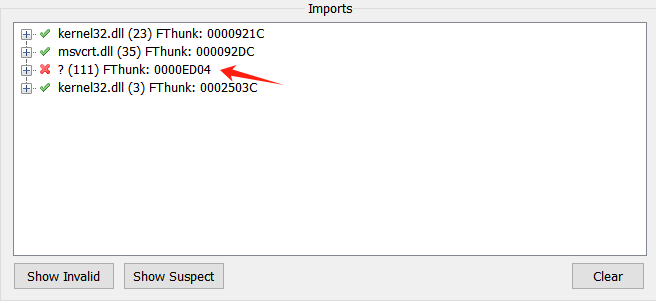 Imports
kernel32.dll (23) FThunk: 0000921C
msvcrt.dll (35) FThunk: 000092DC
? (111) FThunk: 0000ED04
kernel32.dll (3) FThunk: 0002503C
Show Invalid
Show Suspect
Clear